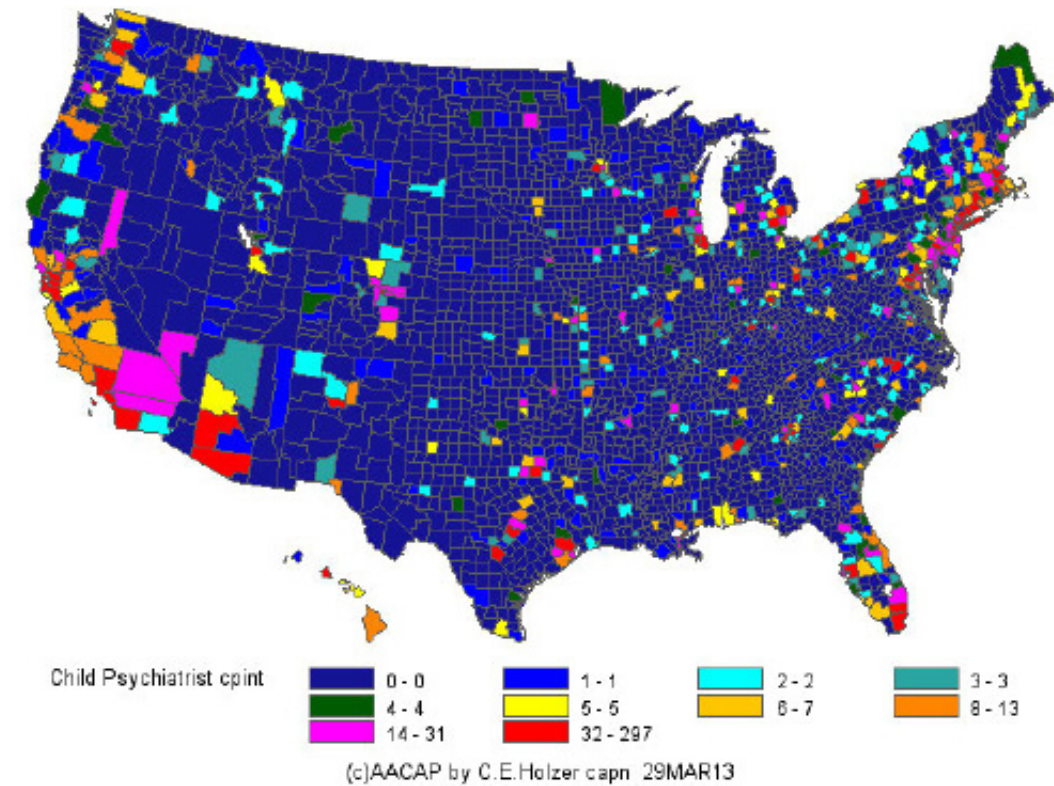 Child Psychiatrist cpint
0 - 0
1 - 1
2 - 2
3 - 3
4 - 4
5 - 5
6 - 7
8 - 13
14 - 31
32 - 297
(c)AACAP by C.E.Holzer capn 29MAR13